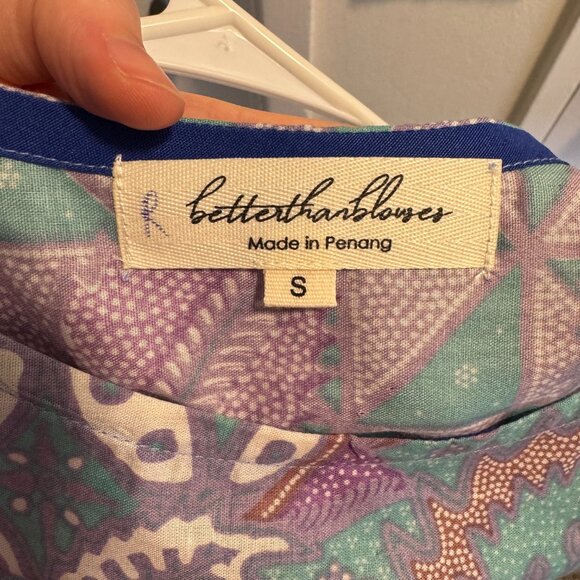 betterthanblouses
Made in Penang
S